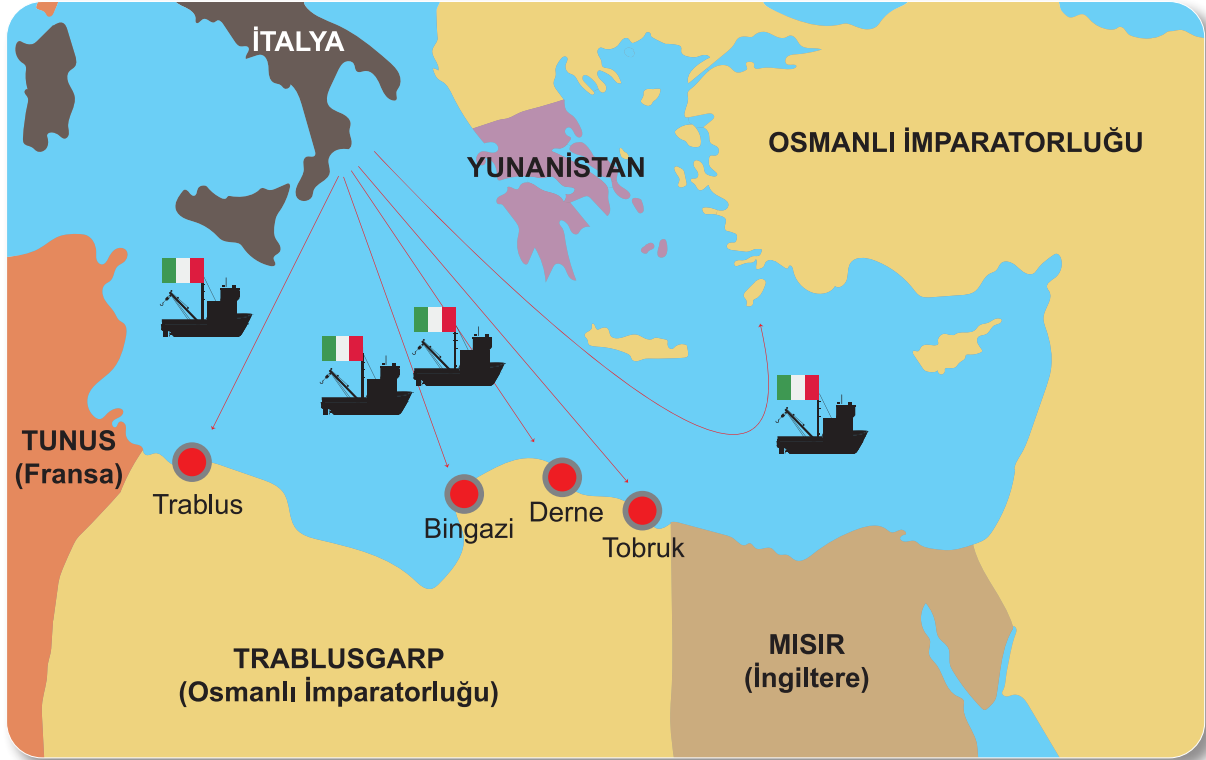 İTALYA
OSMANLI İMPARATORLUĞU
YUNANİSTAN
TUNUS
(Fransa)
Trablus
Bingazi
Derne
Tobruk
TRABLUSGARP
(Osmanlı İmparatorluğu)
MISIR
(İngiltere)